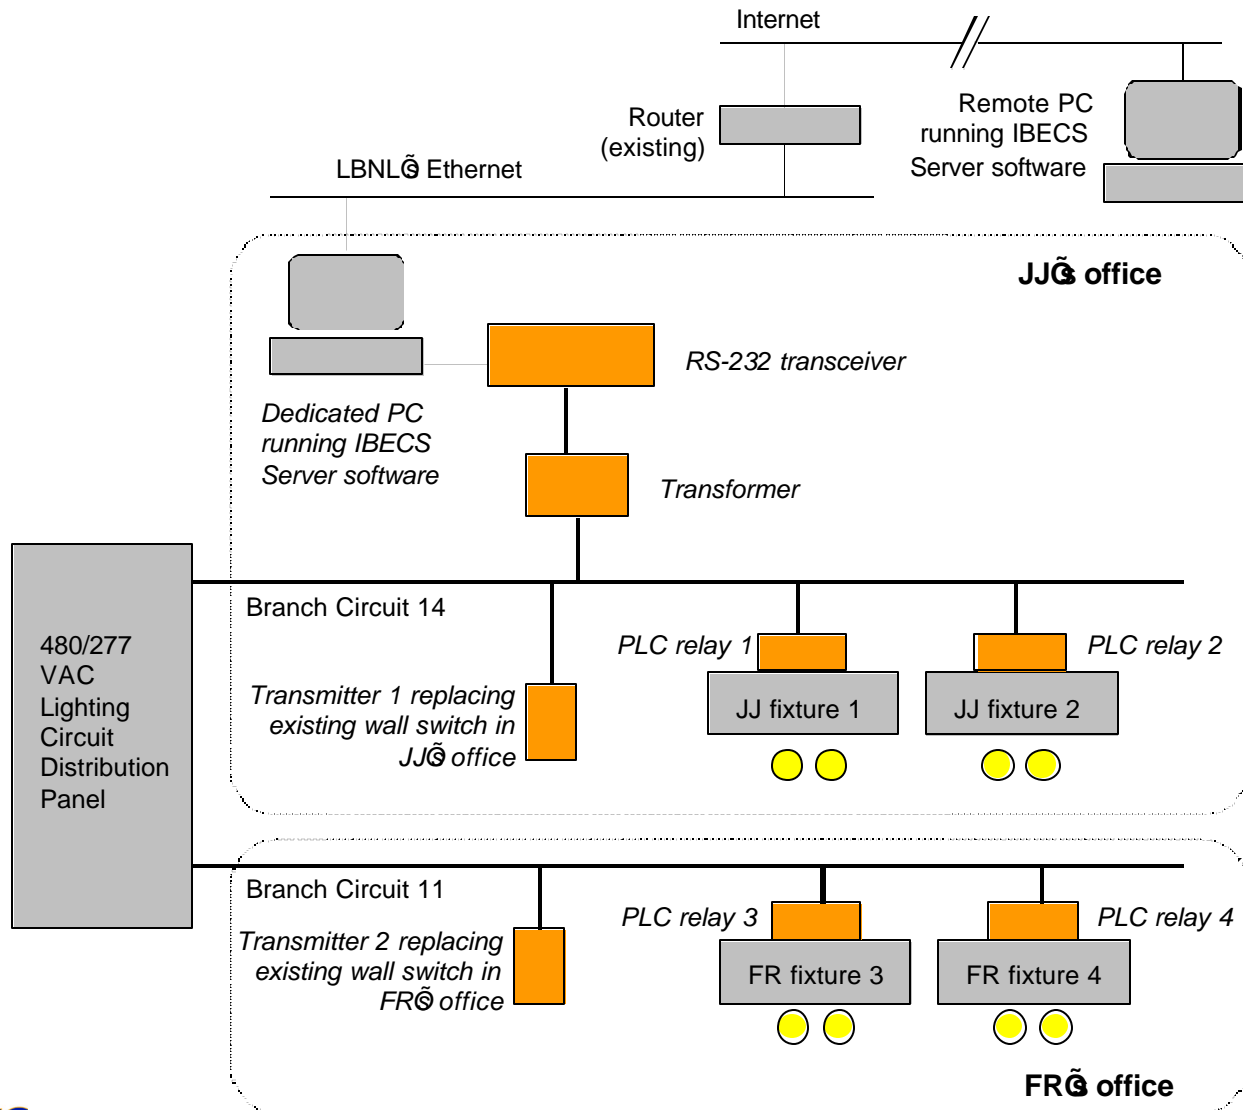 Internet
Router
(existing)
Remote PC
running IBECS
Server software
LBNLÕs Ethernet
JJÕs office
RS-232 transceiver
Dedicated PC
running IBECS
Server software
Transformer
480/277
VAC
Lighting
Circuit
Distribution
Panel
Branch Circuit 14
PLC relay 1
PLC relay 2
Transmitter 1 replacing
existing wall switch in
JJÕs office
JJ fixture 1
JJ fixture 2
Branch Circuit 11
PLC relay 3
PLC relay 4
Transmitter 2 replacing
existing wall switch in
FRÕs office
FR fixture 3
FR fixture 4
FRÕs office